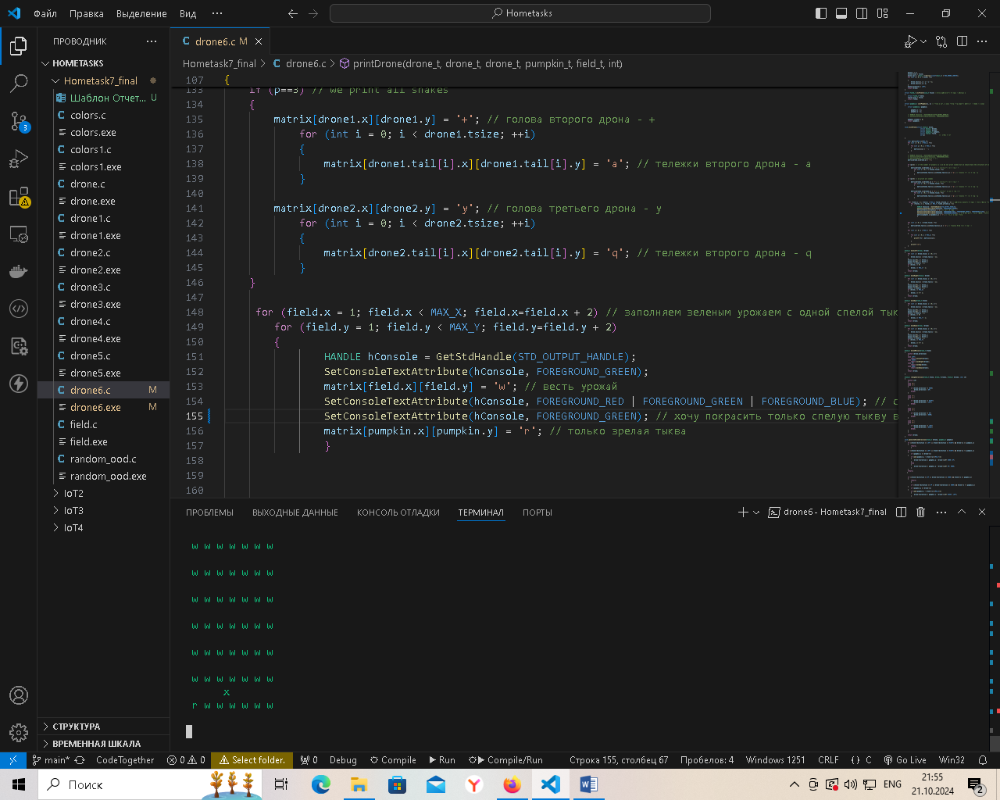 Файл Правка Выделение Вид ··· Hometasks
ПРОВОДНИК ···
HOMETASKS
Hometask7_final
Шаблон Отчет... U
colors.c
colors.exe
colors1.c
colors1.exe
drone.c
drone.exe
drone1.c
drone1.exe
drone2.c
drone2.exe
drone3.c
drone3.exe
drone4.c
drone4.exe
drone5.c
drone5.exe
drone6.c M
drone6.exe M
field.c
field.exe
random_ood.c
random_ood.exe
IoT2
IoT3
IoT4
СТРУКТУРА
ВРЕМЕННАЯ ШКАЛА
3
C drone6.c M
Hometask7_final > C drone6.c > printDrone(drone_t, drone_t, drone_t, pumpkin_t, field_t, int)
107 {
133 if (p==3) // we print all snakes
134 {
135 matrix[drone1.x][drone1.y] = '+'; // голова второго дрона - +
136 for (int i = 0; i < drone1.tsize; ++i)
137 {
138 matrix[drone1.tail[i].x][drone1.tail[i].y] = 'a'; // тележки второго дрона - a
139 }
140
141 matrix[drone2.x][drone2.y] = 'y'; // голова третьего дрона - y
142 for (int i = 0; i < drone2.tsize; ++i)
143 {
144 matrix[drone2.tail[i].x][drone2.tail[i].y] = 'q'; // тележки второго дрона - q
145 }
146 }
147
148 for (field.x = 1; field.x < MAX_X; field.x=field.x + 2) // заполняем зеленым урожаем с одной спелой тык
149 for (field.y = 1; field.y < MAX_Y; field.y=field.y + 2)
150 {
151 HANDLE hConsole = GetStdHandle(STD_OUTPUT_HANDLE);
152 SetConsoleTextAttribute(hConsole, FOREGROUND_GREEN);
153 matrix[field.x][field.y] = 'w'; // весть урожай
154 SetConsoleTextAttribute(hConsole, FOREGROUND_RED | FOREGROUND_GREEN | FOREGROUND_BLUE); // с
155 SetConsoleTextAttribute(hConsole, FOREGROUND_GREEN); // хочу покрасить только спелую тыкву в
156 matrix[pumpkin.x][pumpkin.y] = 'r'; // только зрелая тыква
157 }
158
159
160
ПРОБЛЕМЫ ВЫХОДНЫЕ ДАННЫЕ КОНСОЛЬ ОТЛАДКИ ТЕРМИНАЛ ПОРТЫ drone6 - Hometask7_final
w w w w w w w
w w w w w w w
w w w w w w w
w w w w w w w
w w w w w w w
w w w w w w w
x
r w w w w w w
main* CodeTogether 0 0 Select folder. 0 Debug Compile Run Compile/Run Строка 155, столбец 67 Пробелов: 4 Windows 1251 CRLF {} C Go Live Win32
Поиск ENG 21:55
21.10.2024 2